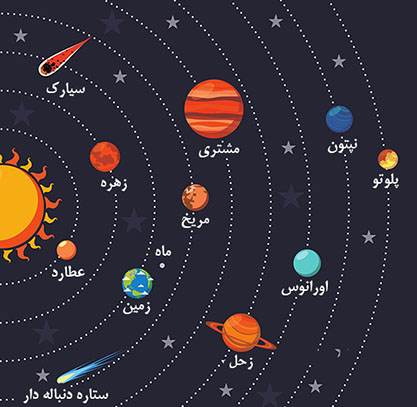 سیارک
مشتری
نپتون
پلوتو
زهره
مریخ
ماه
عطارد
زمین
اورانوس
زحل
ستاره دنباله دار